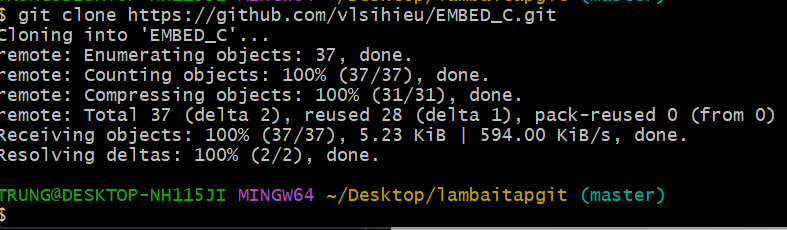 $ git clone https://github.com/vlsihieu/EMBED_C.git
Cloning into 'EMBED_C'...
remote: Enumerating objects: 37, done.
remote: Counting objects: 100% (37/37), done.
remote: Compressing objects: 100% (31/31), done.
remote: Total 37 (delta 2), reused 28 (delta 1), pack-reused 0 (from 0)
Receiving objects: 100% (37/37), 5.23 KiB | 594.00 KiB/s, done.
Resolving deltas: 100% (2/2), done.
TRUNG@DESKTOP-NH115JI MINGW64 ~/Desktop/lambaitapgit (master)
$